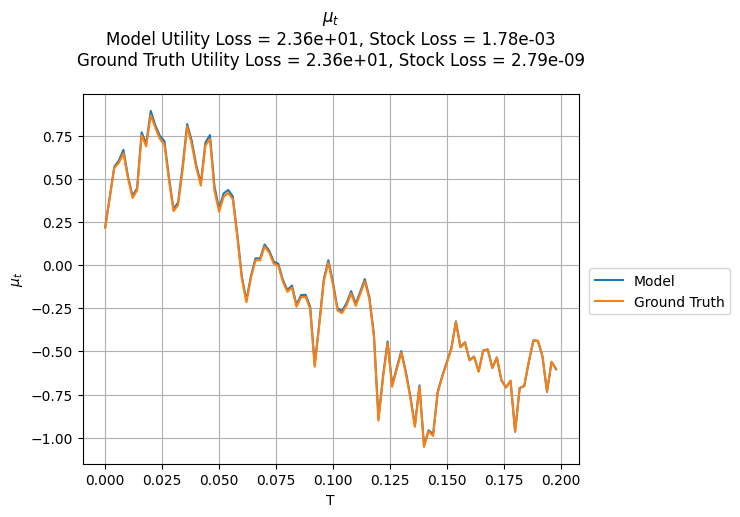 μt
Model Utility Loss = 2.36e+01, Stock Loss = 1.78e-03
Ground Truth Utility Loss = 2.36e+01, Stock Loss = 2.79e-09
0.75
0.50
0.25
0.00
−0.25
−0.50
−0.75
−1.00
μt
0.000 0.025 0.050 0.075 0.100 0.125 0.150 0.175 0.200
T
Model
Ground Truth